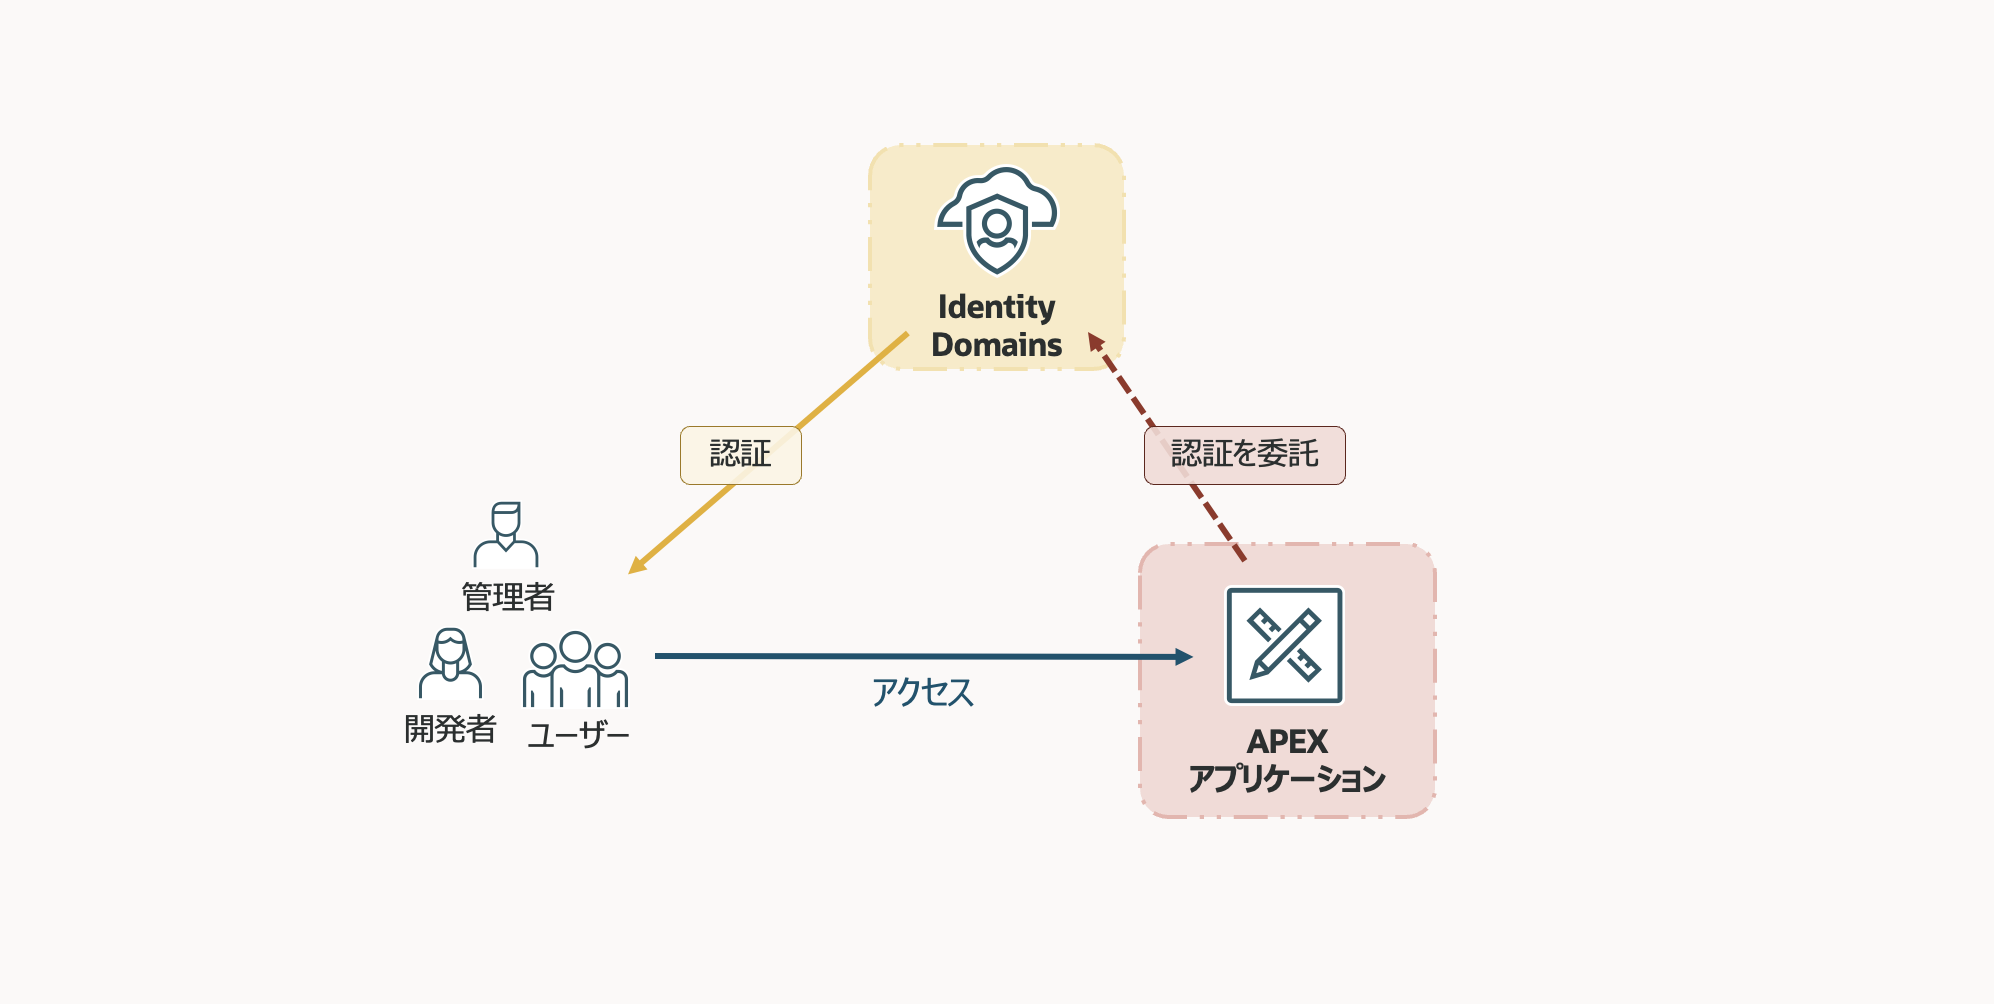 Identity
Domains
認証
認証を委託
管理者
開発者
ユーザー
アクセス
APEX
アプリケーション